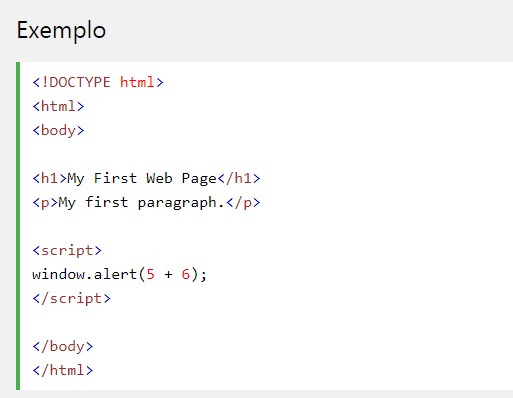 Exemplo
<!DOCTYPE html>
<html>
<body>
<h1>My First Web Page</h1>
<p>My first paragraph.</p>
<script>
window.alert(5 + 6);
</script>
</body>
</html>